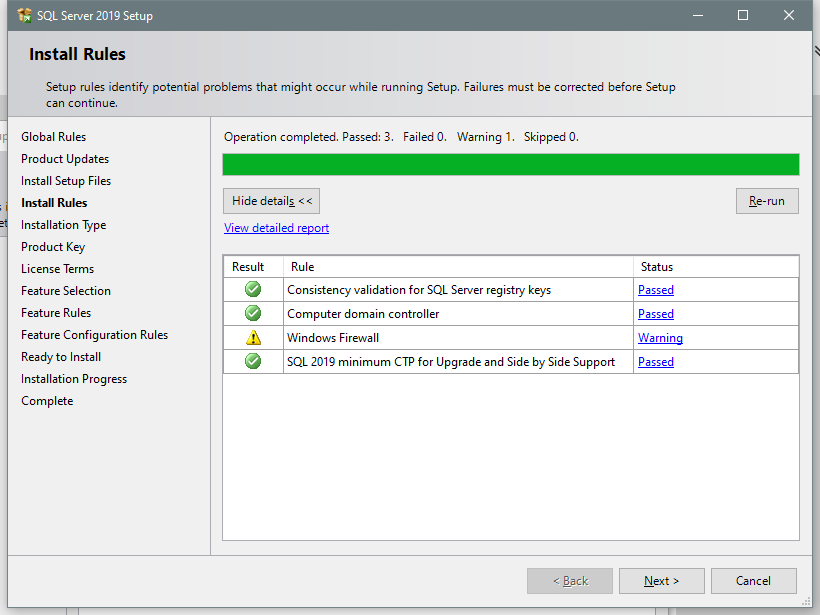 SQL Server 2019 Setup
Install Rules
Setup rules identify potential problems that might occur while running Setup. Failures must be corrected before Setup
can continue.
Global Rules
Product Updates
Install Setup Files
Install Rules
Installation Type
Product Key
License Terms
Feature Selection
Feature Rules
Feature Configuration Rules
Ready to Install
Installation Progress
Complete
Operation completed. Passed: 3. Failed 0. Warning 1. Skipped 0.
Hide details << Re-run
View detailed report
Result Rule Status
Consistency validation for SQL Server registry keys Passed
Computer domain controller Passed
Windows Firewall Warning
SQL 2019 minimum CTP for Upgrade and Side by Side Support Passed
< Back Next > Cancel